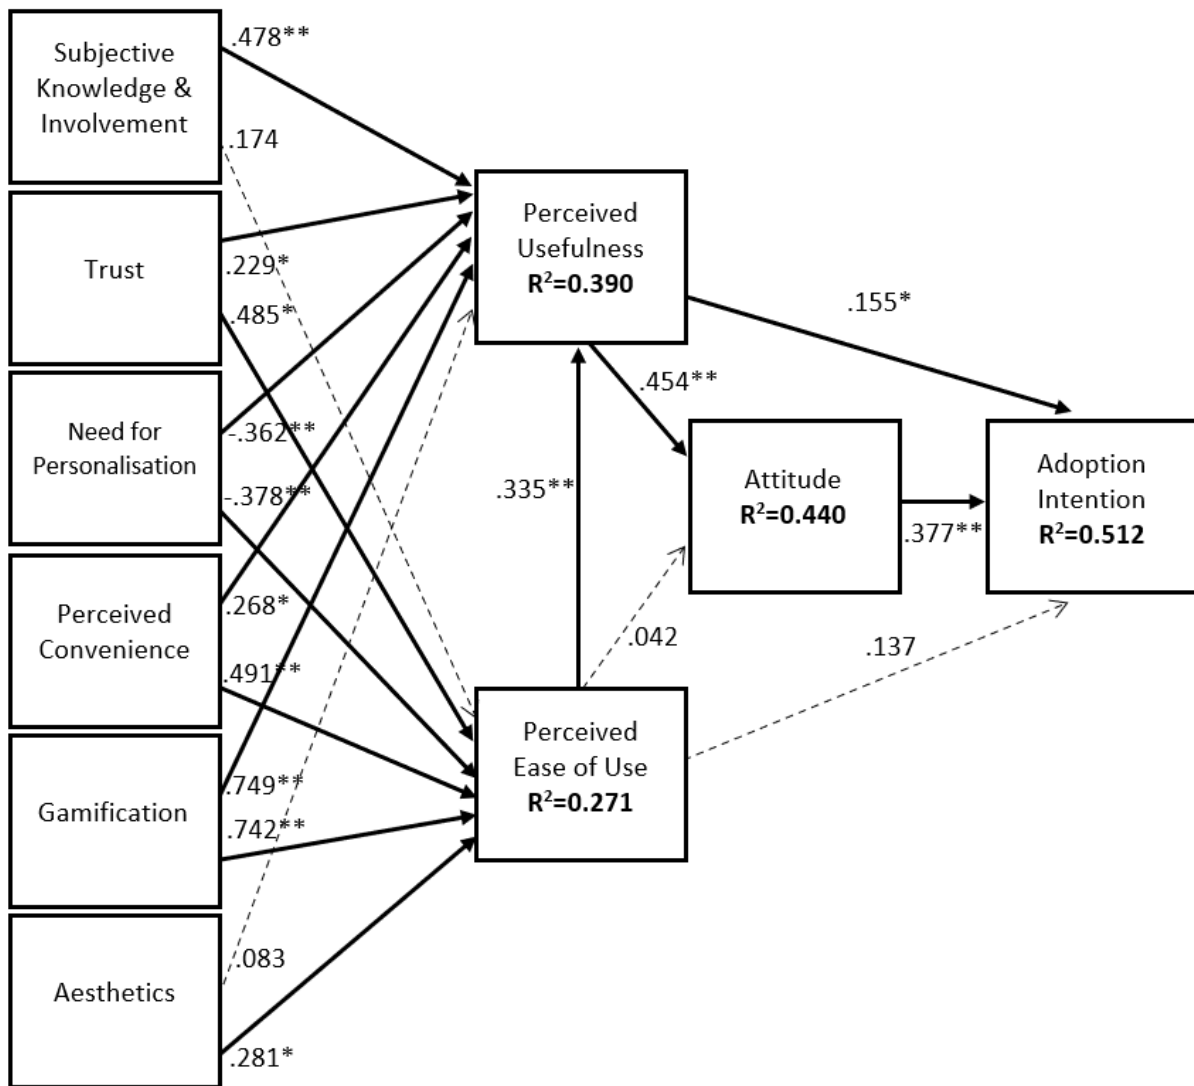 Subjective
Knowledge &
Involvement
.478**
.174
Trust
.229*
.485*
Need for
Personalisation
-.362**
-.378**
Perceived
Convenience
.268*
.491**
Gamification
.749**
.742**
Aesthetics
.083
.281*
Perceived
Usefulness
R²=0.390
.155*
.454**
.335**
Attitude
R²=0.440
.377**
Adoption
Intention
R²=0.512
.042
.137
Perceived
Ease of Use
R²=0.271